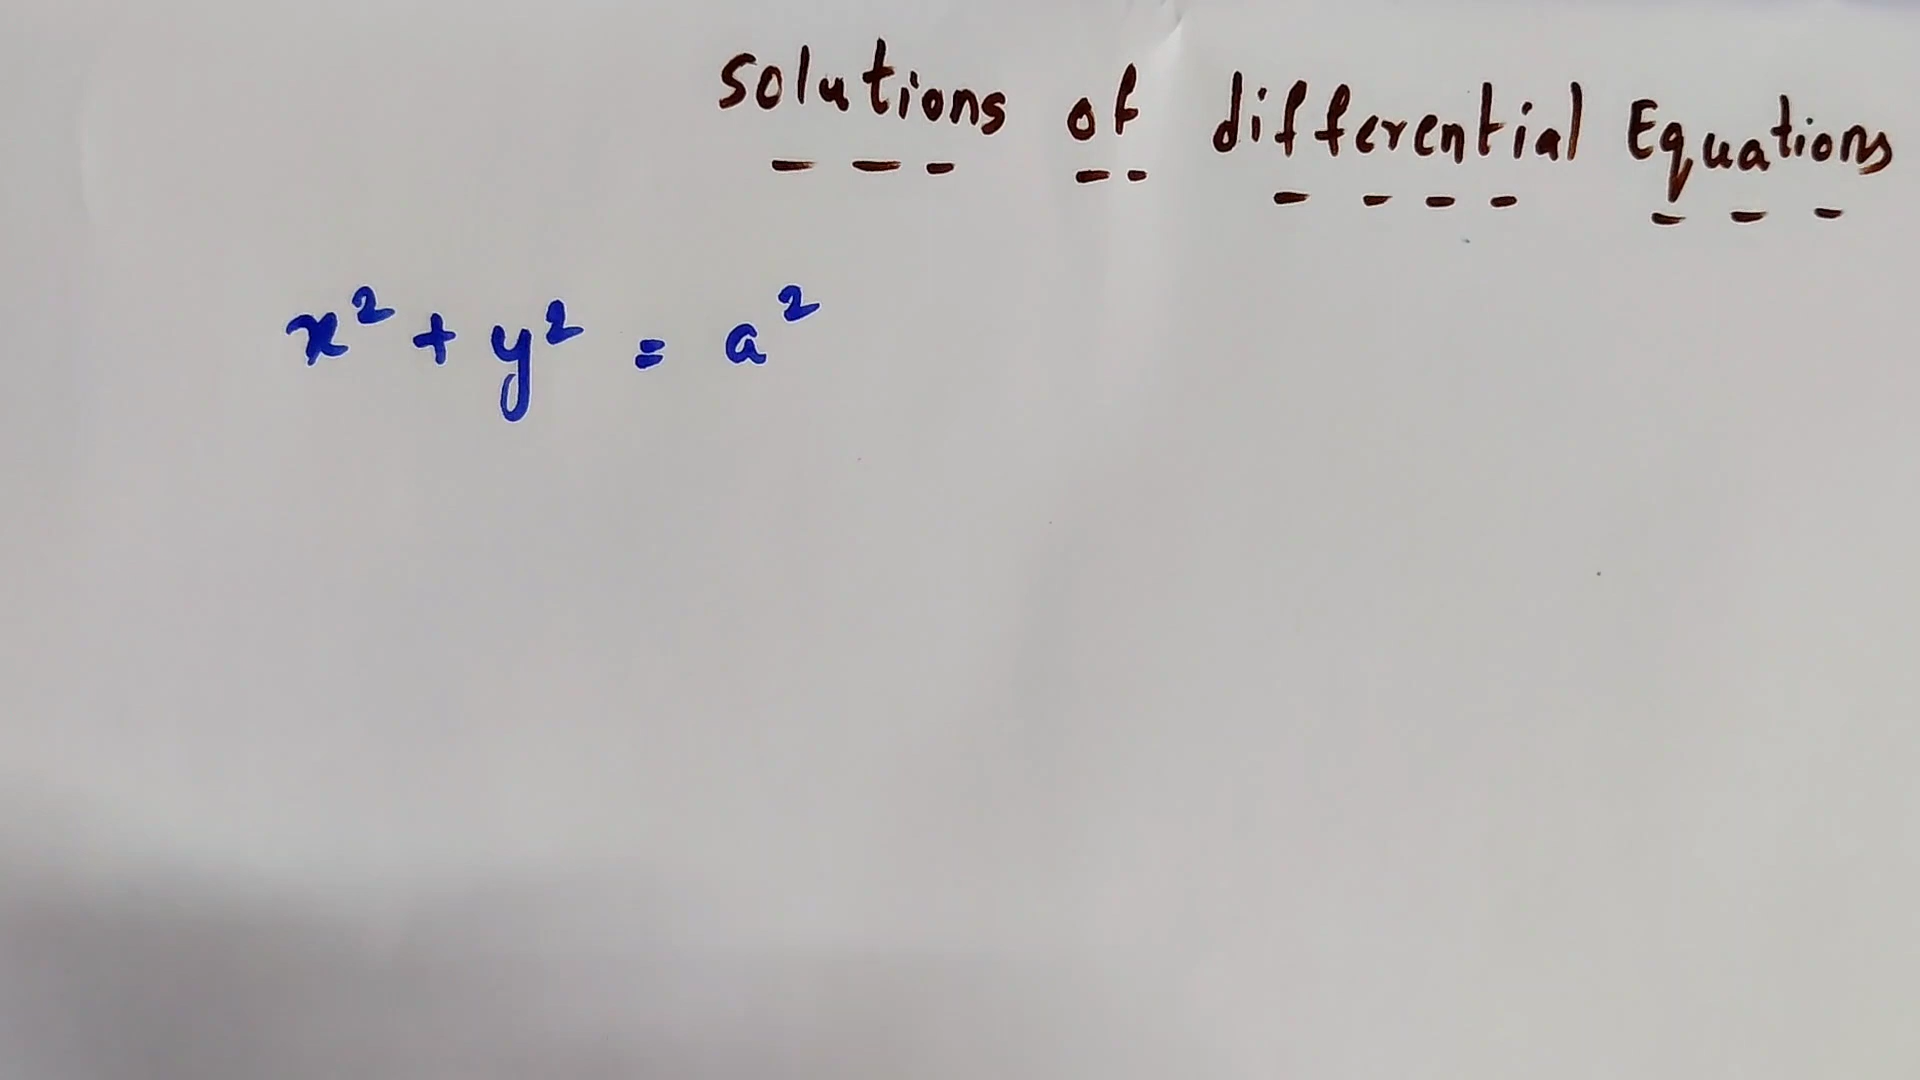 solutions of differential Equations
x² + y² = a²